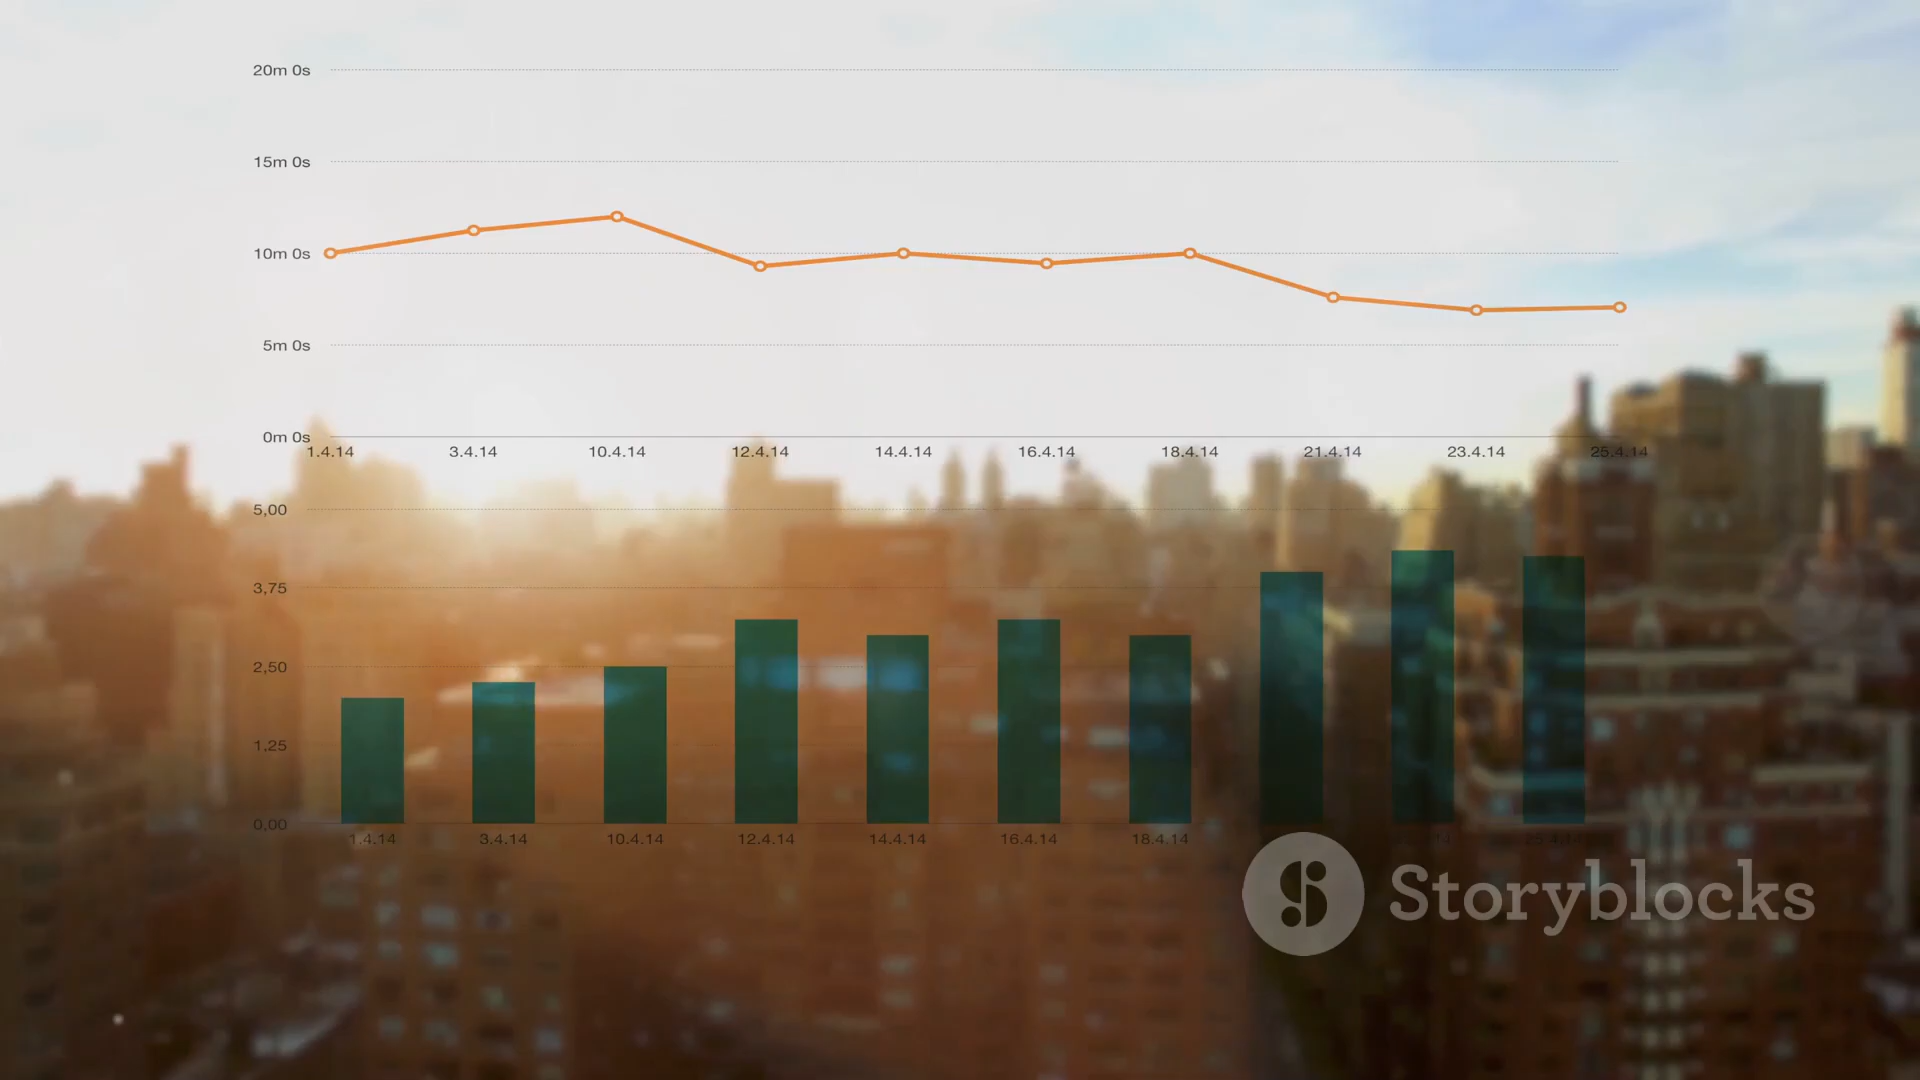 20m 0s
15m 0s
10m 0s
5m 0s
0m 0s
1.4.14 3.4.14 10.4.14 12.4.14 14.4.14 16.4.14 18.4.14 21.4.14 23.4.14 25.4.14
5,00
3,75
2,50
1,25
0,00
1.4.14 3.4.14 10.4.14 12.4.14 14.4.14 16.4.14 18.4.14 25.4.14
Storyblocks